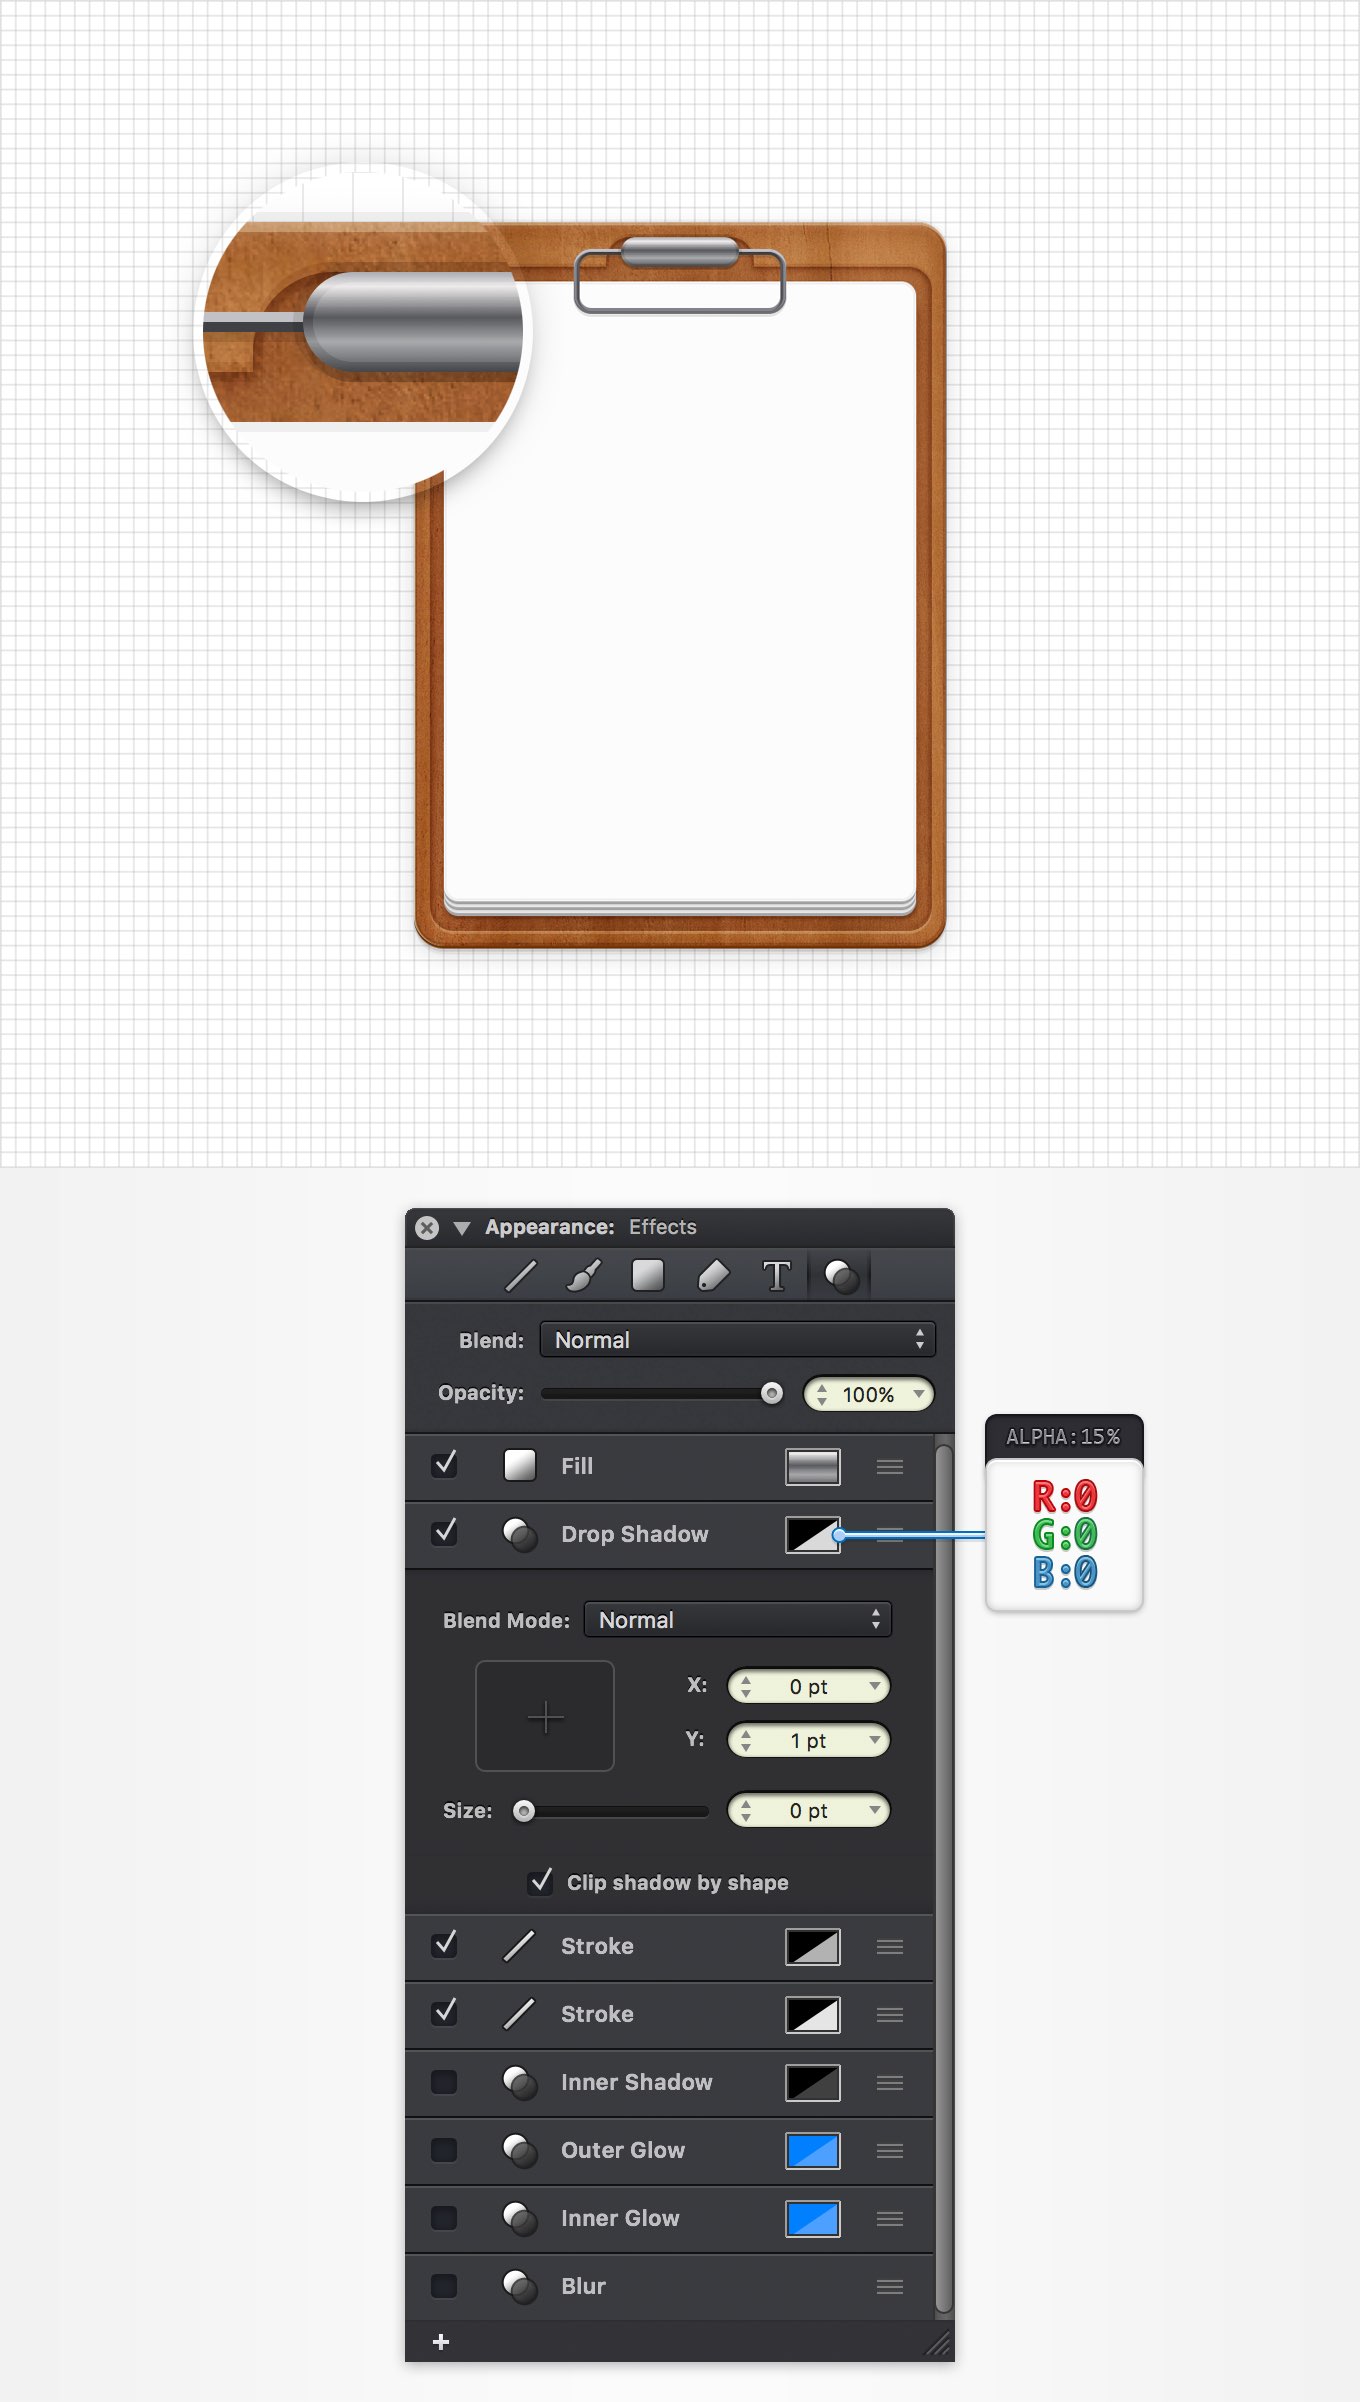 Appearance: Effects
T
Blend: Normal
Opacity: 100%
Fill
Drop Shadow
ALPHA:15%
R:0
G:0
B:0
Blend Mode: Normal
X: 0 pt
Y: 1 pt
Size: 0 pt
Clip shadow by shape
Stroke
Stroke
Inner Shadow
Outer Glow
Inner Glow
Blur